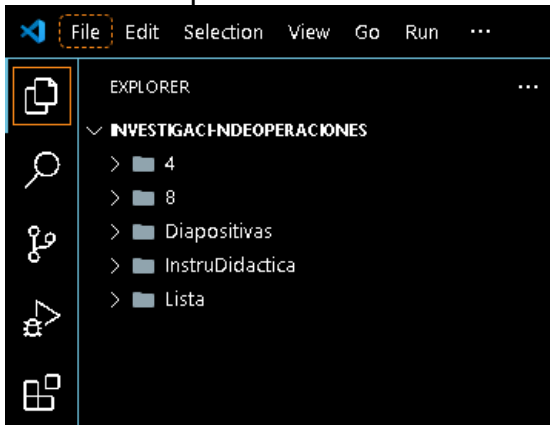 File Edit Selection View Go Run ...
EXPLORER ...
INVESTIGACI-NDEOPERACIONES
4
8
Diapositivas
InstruDidactica
Lista